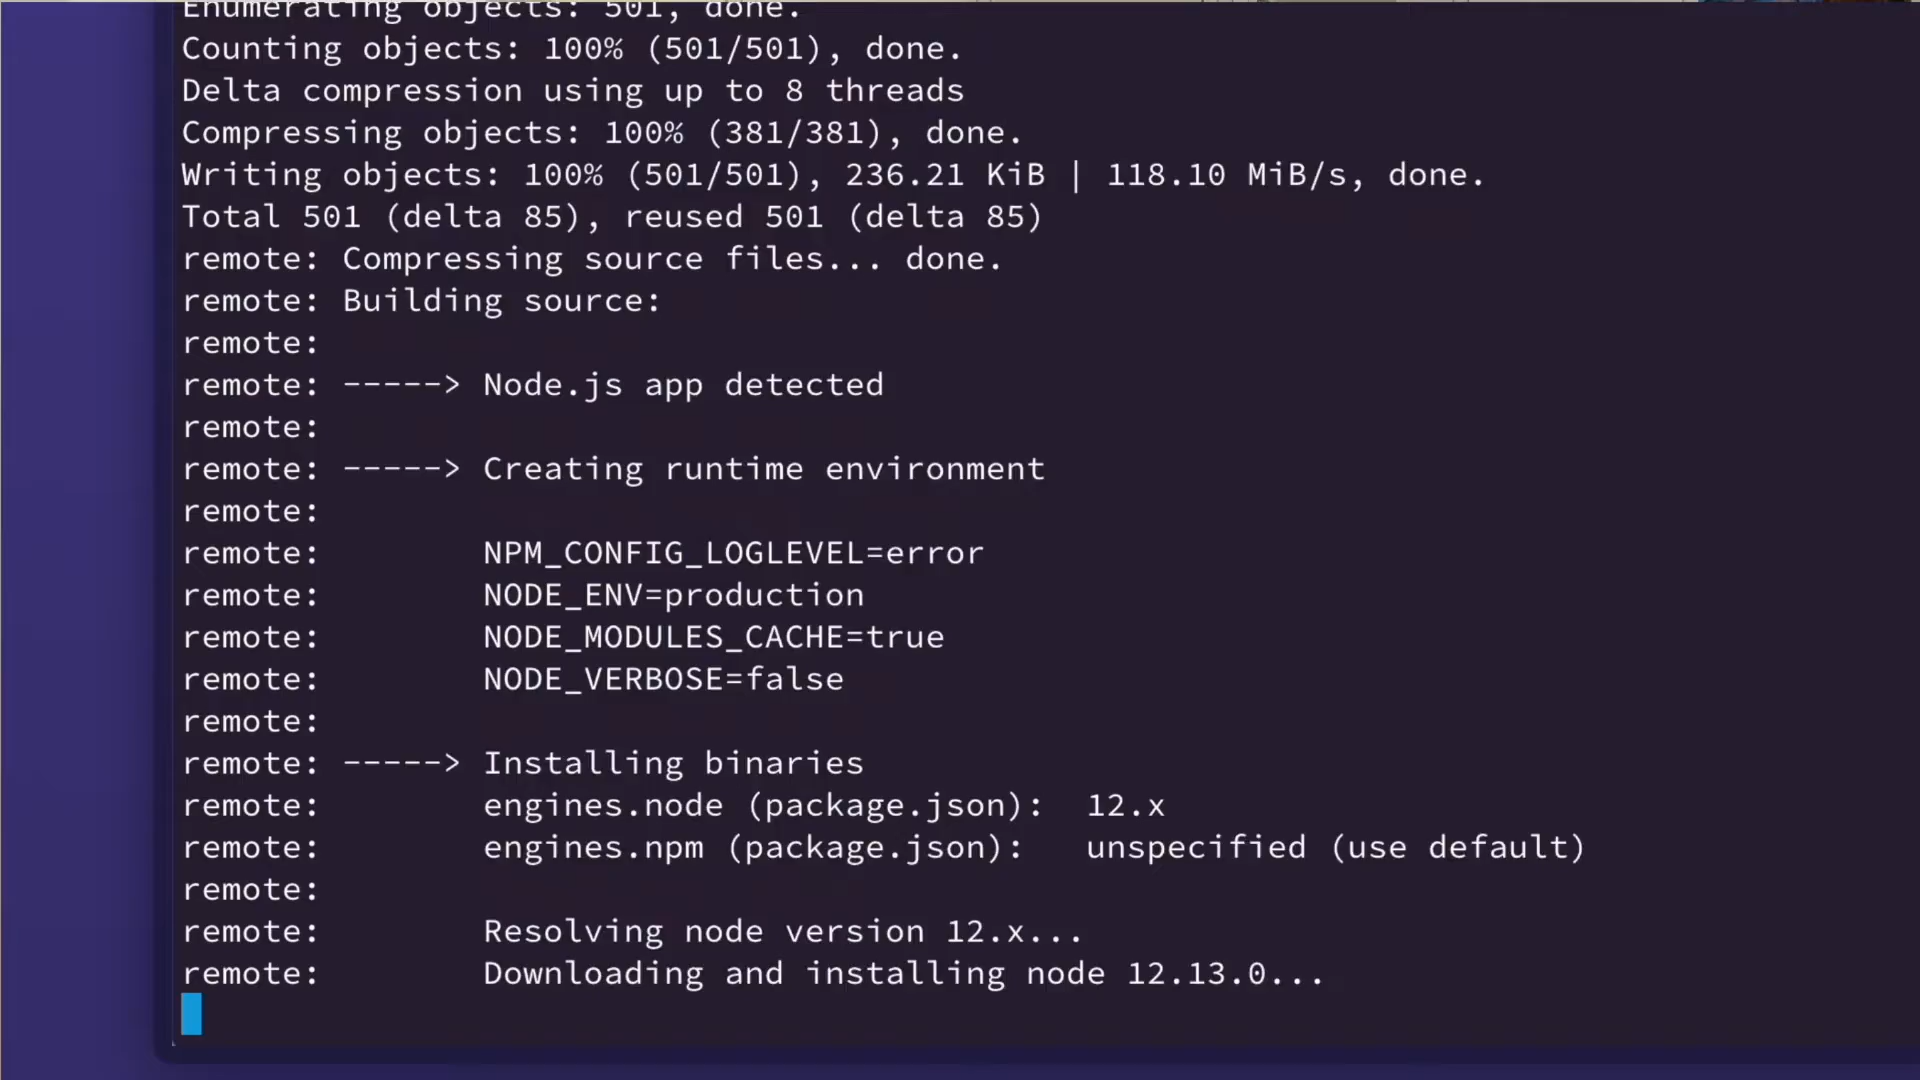 Enumerating objects: 501, done.
Counting objects: 100% (501/501), done.
Delta compression using up to 8 threads
Compressing objects: 100% (381/381), done.
Writing objects: 100% (501/501), 236.21 KiB | 118.10 MiB/s, done.
Total 501 (delta 85), reused 501 (delta 85)
remote: Compressing source files... done.
remote: Building source:
remote:
remote: -----> Node.js app detected
remote:
remote: -----> Creating runtime environment
remote:
remote:        NPM_CONFIG_LOGLEVEL=error
remote:        NODE_ENV=production
remote:        NODE_MODULES_CACHE=true
remote:        NODE_VERBOSE=false
remote:
remote: -----> Installing binaries
remote:        engines.node (package.json):  12.x
remote:        engines.npm (package.json):   unspecified (use default)
remote:
remote:        Resolving node version 12.x...
remote:        Downloading and installing node 12.13.0...